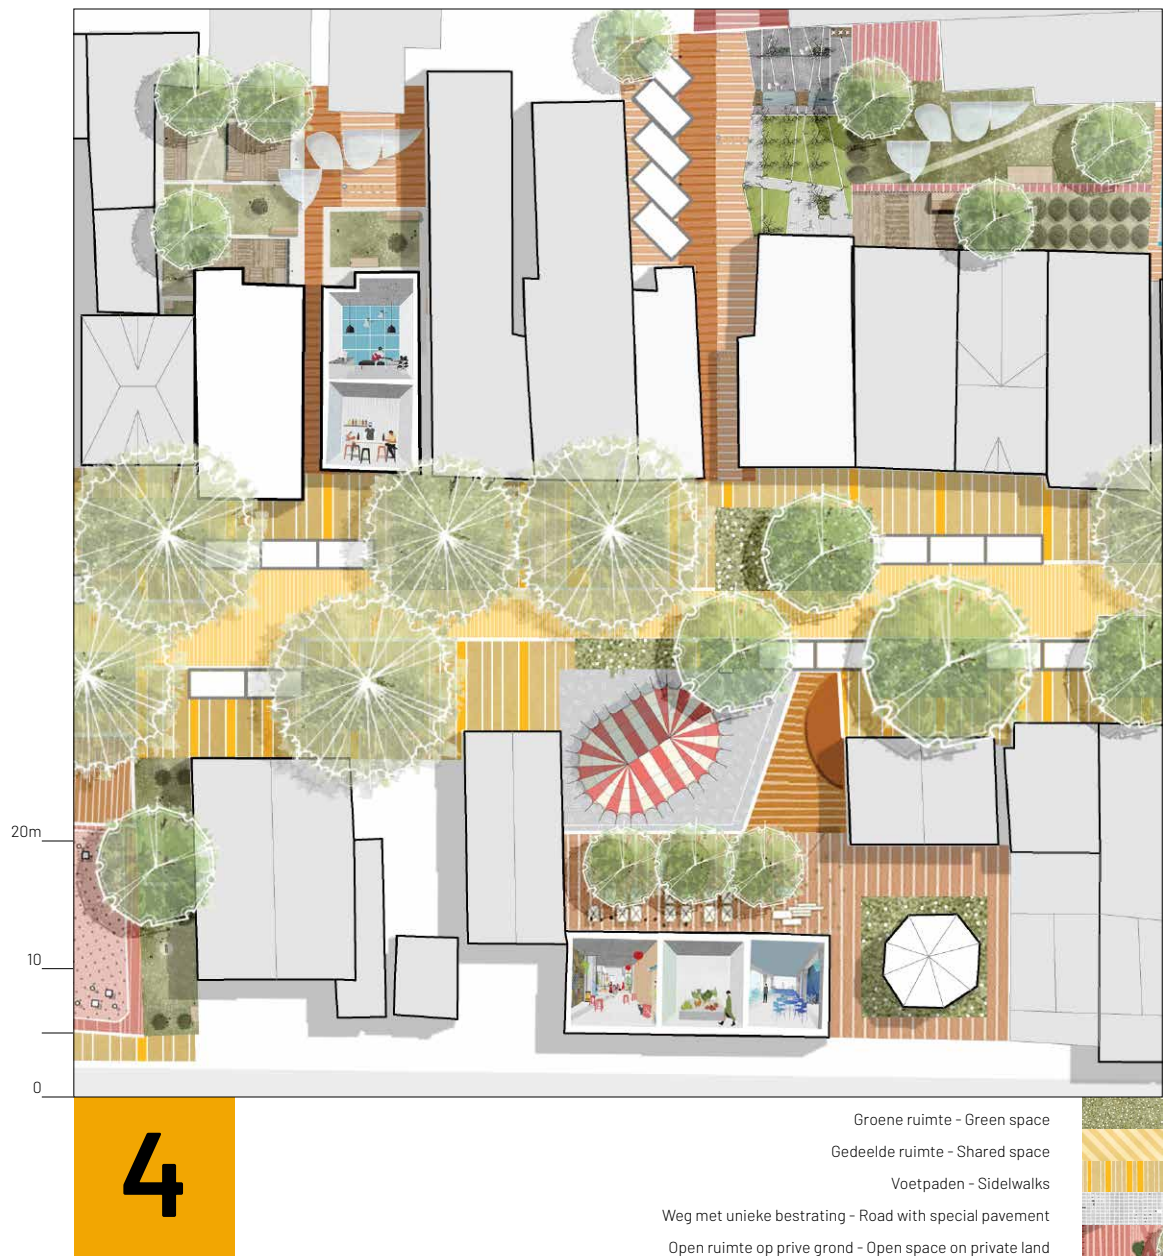 20m
10
0
4
Groene ruimte - Green space
Gedeelde ruimte - Shared space
Voetpaden - Sidelwalks
Weg met unieke bestrating - Road with special pavement
Open ruimte op prive grond - Open space on private land